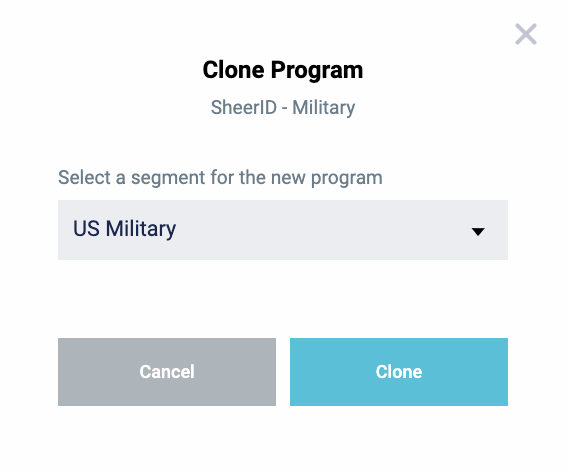 Clone Program
SheerID - Military
Select a segment for the new program
US Military
Cancel
Clone